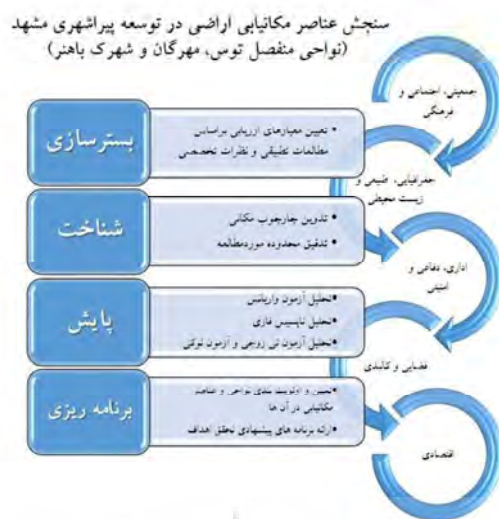 سنجش عناصر مکانیابی اراضی در توسعه پیراشهری مشهد
(نواحی منفصل توس، مهرگان و شهرک باهنر)
بسترسازی
• تعیین معیارهای ارزیابی براساس
مطالعات تطبیقی و نظرات تخصصی
شناخت
• تدوین چارچوب مکانی
• تدقیق محدوده موردمطالعه
پایش
•تحلیل آزمون واریانس
•تحلیل تاپسیس فازی
•تحلیل آزمون تی زوجی و آزمون توکی
برنامه ریزی
•تعیین و اولویت بندی نواحی و عناصر
مکانیابی در آن ها
•ارائه برنامه های پیشنهادی تحقق اهداف
جمعیتی، اجتماعی و
فرهنگی
جغرافیایی، طبیعی و
زیست محیطی
اداری، دفاعی و
امنیتی
فضایی و کالبدی
اقتصادی